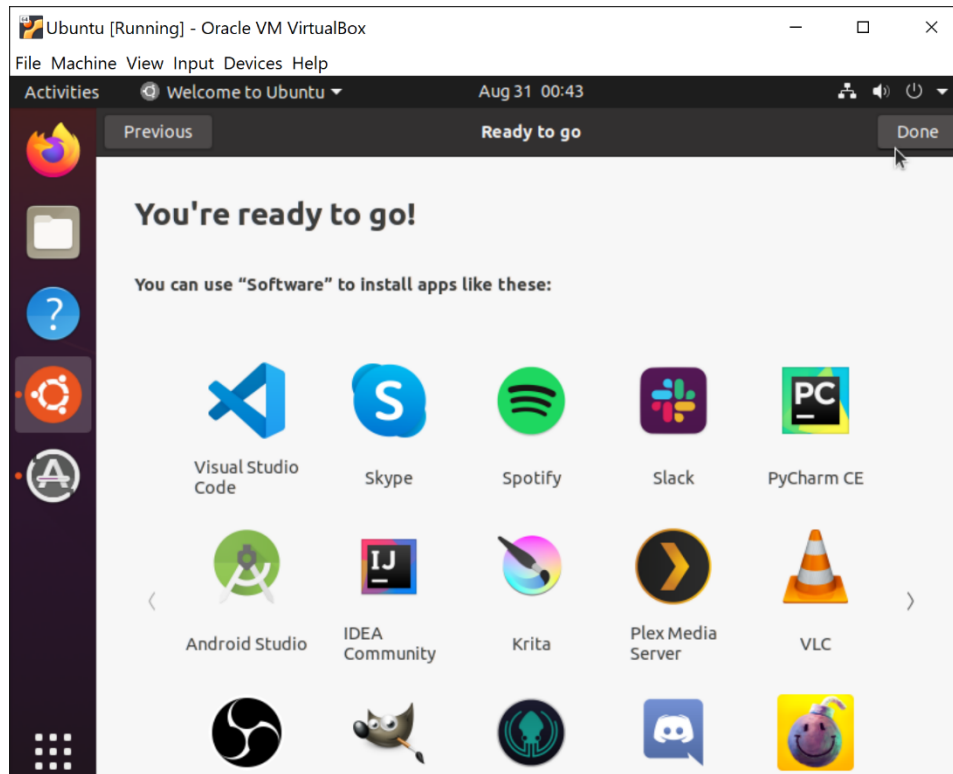 Ubuntu [Running] - Oracle VM VirtualBox
File Machine View Input Devices Help
Activities Welcome to Ubuntu Aug 31 00:43
Previous Ready to go Done
You're ready to go!
You can use “Software” to install apps like these:
S
PC
Visual Studio
Code
Skype
Spotify
Slack
PyCharm CE
IJ
Android Studio
IDEA
Community
Krita
Plex Media
Server
VLC